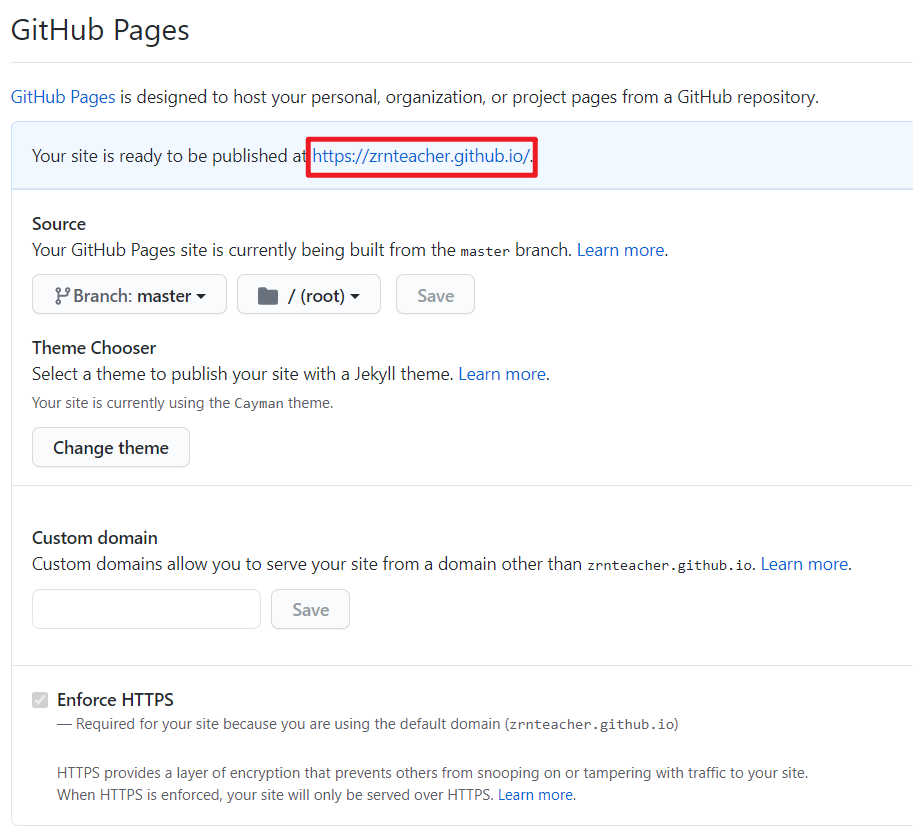 GitHub Pages
GitHub Pages is designed to host your personal, organization, or project pages from a GitHub repository.
Your site is ready to be published at https://zrnteacher.github.io/.
Source
Your GitHub Pages site is currently being built from the master branch. Learn more.
Branch: master / (root) Save
Theme Chooser
Select a theme to publish your site with a Jekyll theme. Learn more.
Your site is currently using the Cayman theme.
Change theme
Custom domain
Custom domains allow you to serve your site from a domain other than zrnteacher.github.io. Learn more.
Save
Enforce HTTPS
— Required for your site because you are using the default domain (zrnteacher.github.io)
HTTPS provides a layer of encryption that prevents others from snooping on or tampering with traffic to your site.
When HTTPS is enforced, your site will only be served over HTTPS. Learn more.